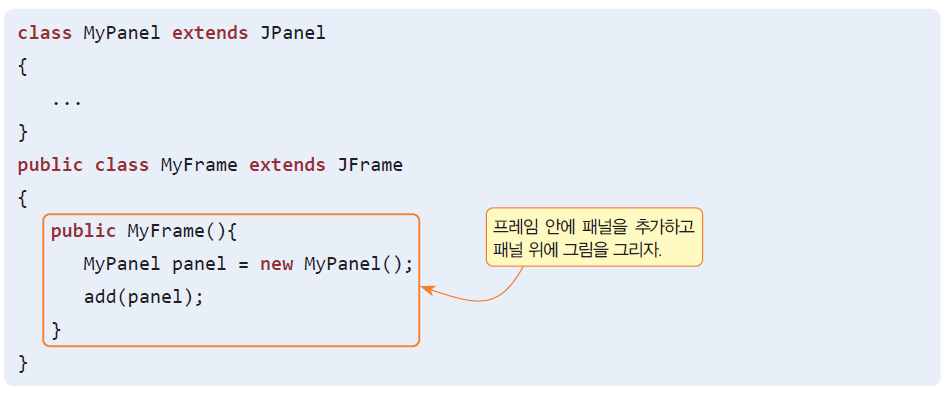 class MyPanel extends JPanel
{
...
}
public class MyFrame extends JFrame
{
public MyFrame(){
MyPanel panel = new MyPanel();
add(panel);
}
}
프레임 안에 패널을 추가하고
패널 위에 그림을 그리자.